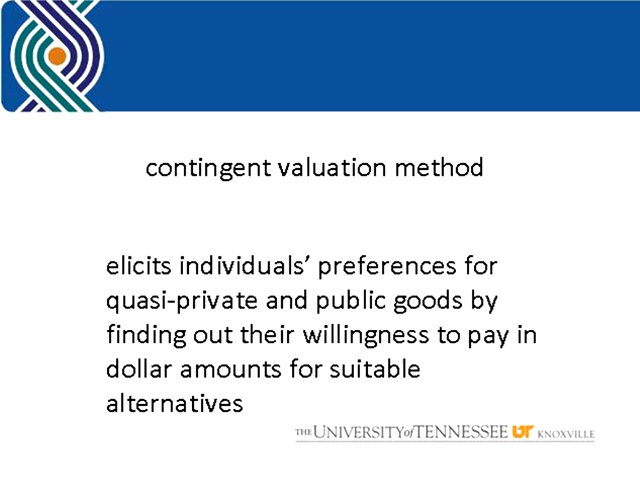 contingent valuation method
elicits individuals’ preferences for
quasi-private and public goods by
finding out their willingness to pay in
dollar amounts for suitable
alternatives
THE UNIVERSITY of TENNESSEE UT KNOXVILLE